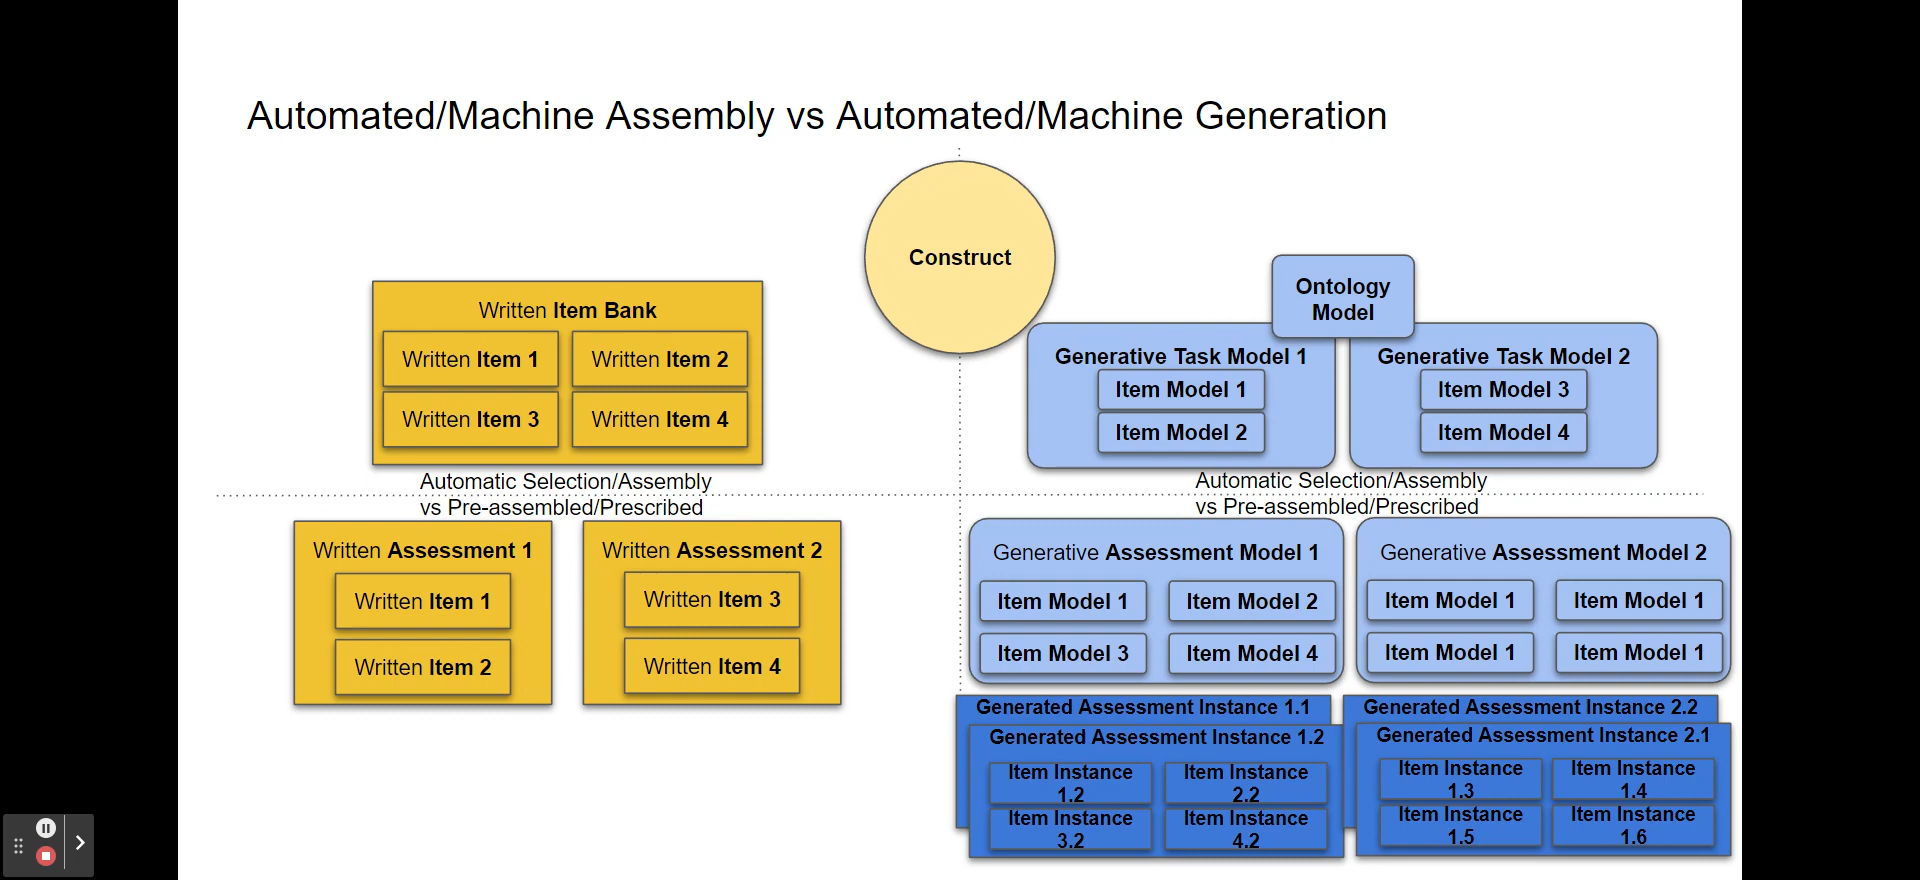 Automated/Machine Assembly vs Automated/Machine Generation
Construct
Written Item Bank
Written Item 1
Written Item 2
Written Item 3
Written Item 4
Automatic Selection/Assembly
vs Pre-assembled/Prescribed
Written Assessment 1
Written Item 1
Written Item 2
Written Assessment 2
Written Item 3
Written Item 4
Ontology
Model
Generative Task Model 1
Item Model 1
Item Model 2
Generative Task Model 2
Item Model 3
Item Model 4
Automatic Selection/Assembly
vs Pre-assembled/Prescribed
Generative Assessment Model 1
Item Model 1
Item Model 2
Item Model 3
Item Model 4
Generative Assessment Model 2
Item Model 1
Item Model 1
Item Model 1
Item Model 1
Generated Assessment Instance 1.1
Generated Assessment Instance 1.2
Item Instance
1.2
Item Instance
2.2
Item Instance
3.2
Item Instance
4.2
Generated Assessment Instance 2.2
Generated Assessment Instance 2.1
Item Instance
1.3
Item Instance
1.4
Item Instance
1.5
Item Instance
1.6